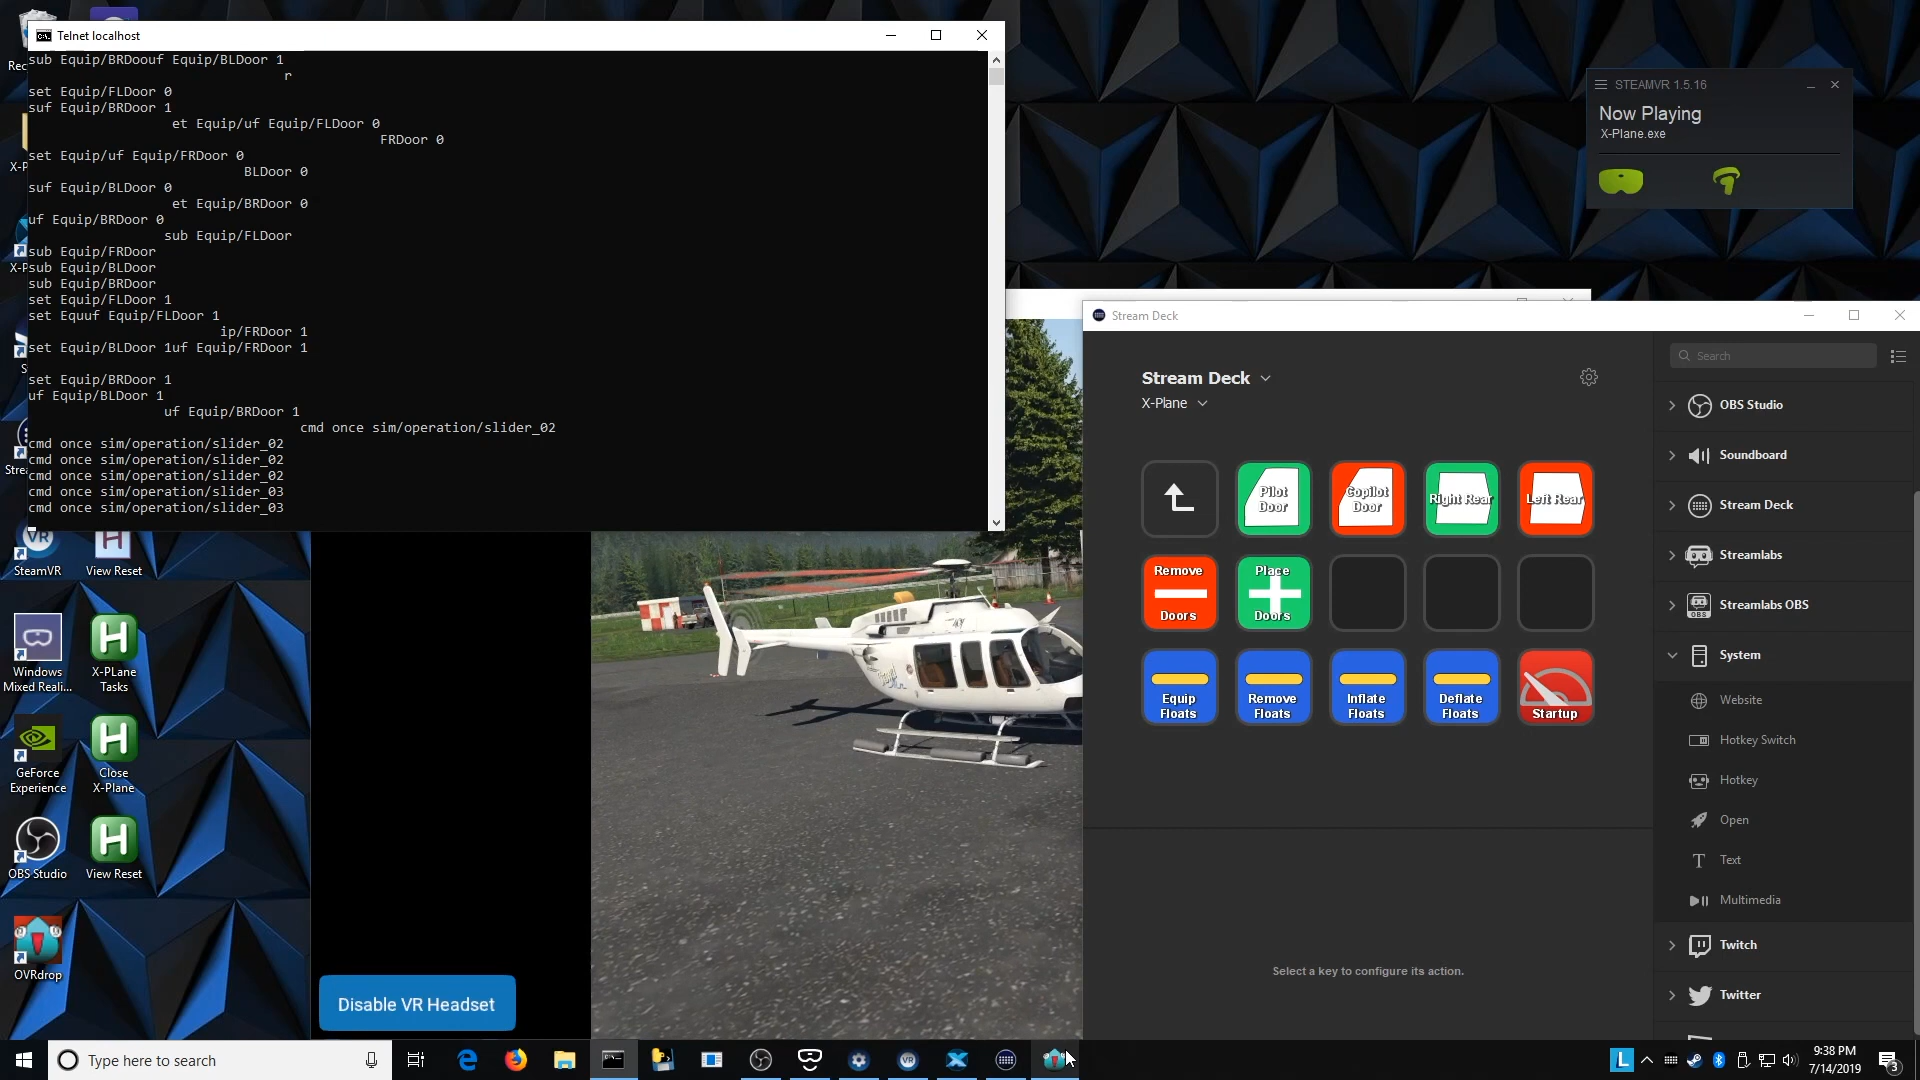 Telnet localhost
sub Equip/BRDoouf Equip/BLDoor 1
r
set Equip/FLDoor 0
suf Equip/BRDoor 1
et Equip/uf Equip/FLDoor 0
FRDoor 0
set Equip/uf Equip/FRDoor 0
BLDoor 0
suf Equip/BLDoor 0
et Equip/BRDoor 0
uf Equip/BRDoor 0
sub Equip/FLDoor
sub Equip/FRDoor
sub Equip/BLDoor
sub Equip/BRDoor
set Equip/FLDoor 1
set Equuf Equip/FLDoor 1
ip/FRDoor 1
set Equip/BLDoor 1uf Equip/FRDoor 1
set Equip/BRDoor 1
uf Equip/BLDoor 1
uf Equip/BRDoor 1
cmd once sim/operation/slider_02
cmd once sim/operation/slider_02
cmd once sim/operation/slider_02
cmd once sim/operation/slider_02
cmd once sim/operation/slider_03
cmd once sim/operation/slider_03
STEAMVR 1.5.16
Now Playing
X-Plane.exe
Stream Deck
Stream Deck
X-Plane
Pilot
Door
Copilot
Door
Right Rear
Left Rear
Remove
Doors
Place
Doors
Equip
Floats
Remove
Floats
Inflate
Floats
Deflate
Floats
Startup
Select a key to configure its action.
Search
OBS Studio
Soundboard
Stream Deck
Streamlabs
Streamlabs OBS
System
Website
Hotkey Switch
Hotkey
Open
Text
Multimedia
Twitch
Twitter
Rec
X-P
X-P
S
Strea
SteamVR
View Reset
Windows
Mixed Reali...
X-PLane
Tasks
GeForce
Experience
Close
X-Plane
OBS Studio
View Reset
OVRdrop
Disable VR Headset
Type here to search
9:38 PM
7/14/2019
3